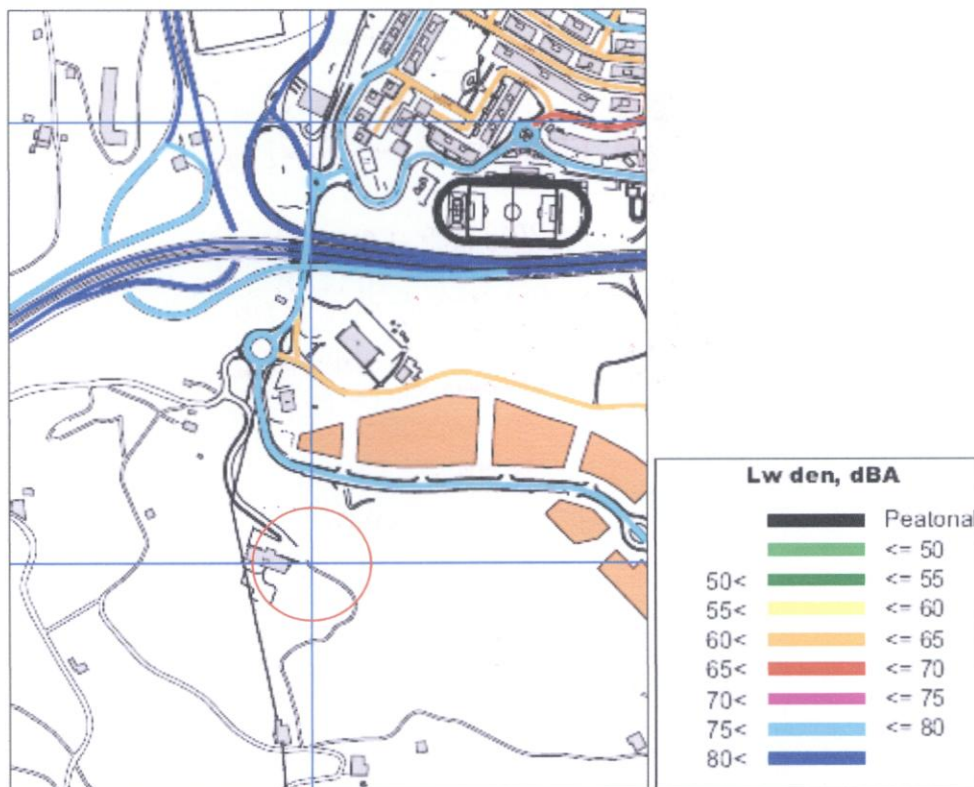 Lw den, dBA
Peatonal
<= 50
50< <= 55
55< <= 60
60< <= 65
65< <= 70
70< <= 75
75< <= 80
80<